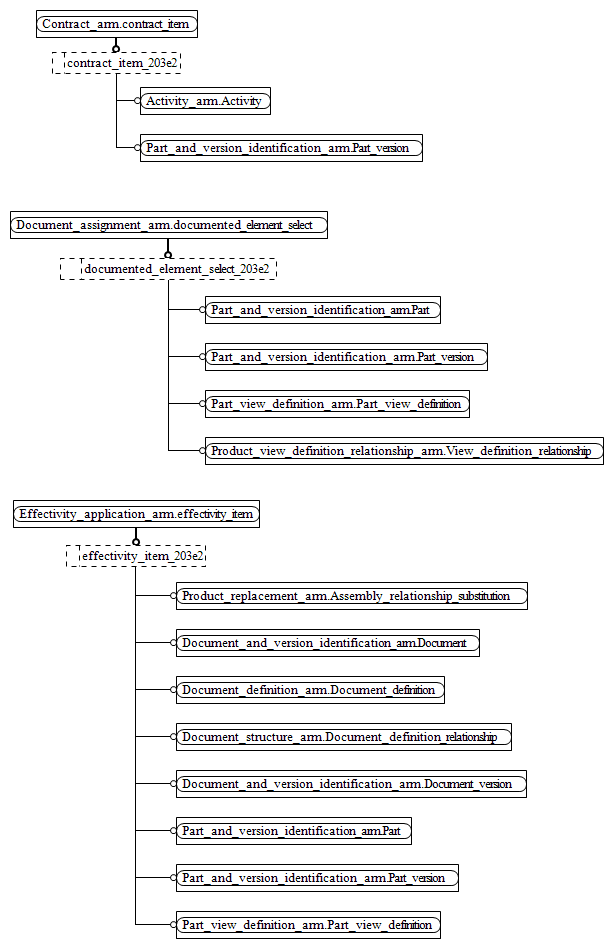 Contract_arm.contract_item
contract_item_203e2
Activity_arm.Activity
Part_and_version_identification_arm.Part_version
Document_assignment_arm.documented_element_select
documented_element_select_203e2
Part_and_version_identification_arm.Part
Part_and_version_identification_arm.Part_version
Part_view_definition_arm.Part_view_definition
Product_view_definition_relationship_arm.View_definition_relationship
Effectivity_application_arm.effectivity_item
effectivity_item_203e2
Product_replacement_arm.Assembly_relationship_substitution
Document_and_version_identification_arm.Document
Document_definition_arm.Document_definition
Document_structure_arm.Document_definition_relationship
Document_and_version_identification_arm.Document_version
Part_and_version_identification_arm.Part
Part_and_version_identification_arm.Part_version
Part_view_definition_arm.Part_view_definition